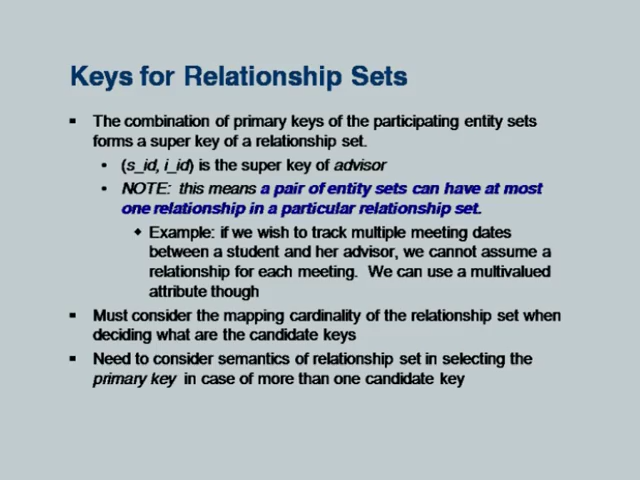 Keys for Relationship Sets
▪ The combination of primary keys of the participating entity sets
forms a super key of a relationship set.
• (s_id, i_id) is the super key of advisor
• NOTE: this means a pair of entity sets can have at most
one relationship in a particular relationship set.
◆ Example: if we wish to track multiple meeting dates
between a student and her advisor, we cannot assume a
relationship for each meeting. We can use a multivalued
attribute though
▪ Must consider the mapping cardinality of the relationship set when
deciding what are the candidate keys
▪ Need to consider semantics of relationship set in selecting the
primary key in case of more than one candidate key